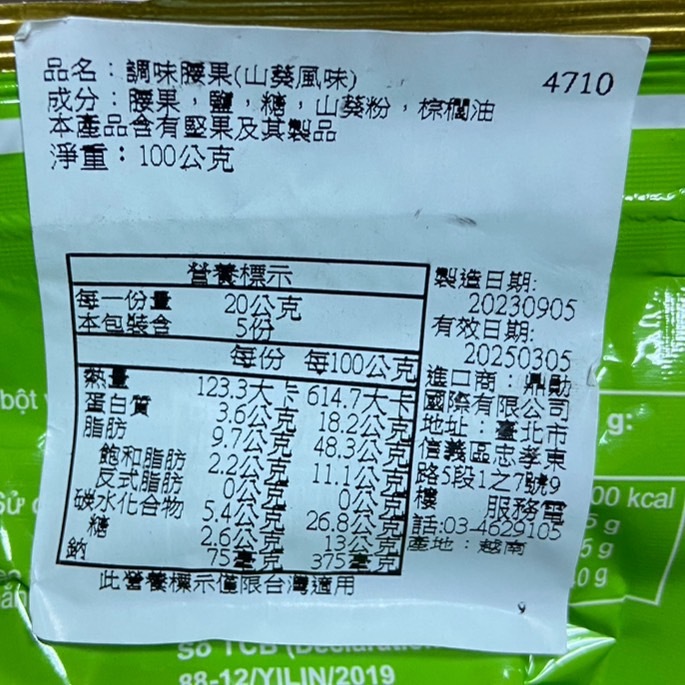 品名：調味腰果(山葵風味)
4710
成分：腰果，鹽，糖，山葵粉，棕櫚油
本產品含有堅果及其製品
淨重：100公克
營養標示
每一份量 20公克
本包裝含 5份
每份 每100公克
熱量 123.3大卡 614.7大卡
蛋白質 3.6公克 18.2公克
脂肪 9.7公克 48.3公克
飽和脂肪 2.2公克 11.1公克
反式脂肪 0公克 0公克
碳水化合物 5.4公克 26.8公克
糖 2.6公克 13公克
鈉 75毫克 375毫克
此營養標示僅限台灣適用
製造日期:
20230905
有效日期:
20250305
進口商：鼎勛
國際有限公司
地址：臺北市
信義區忠孝東
路5段1之7號9
樓 服務電
話:03-4629105
產地：越南
9
bột
g:
00 kcal
5 g
6 g
.0 g
Sử
Số TCB
88-12/YILIN/2019